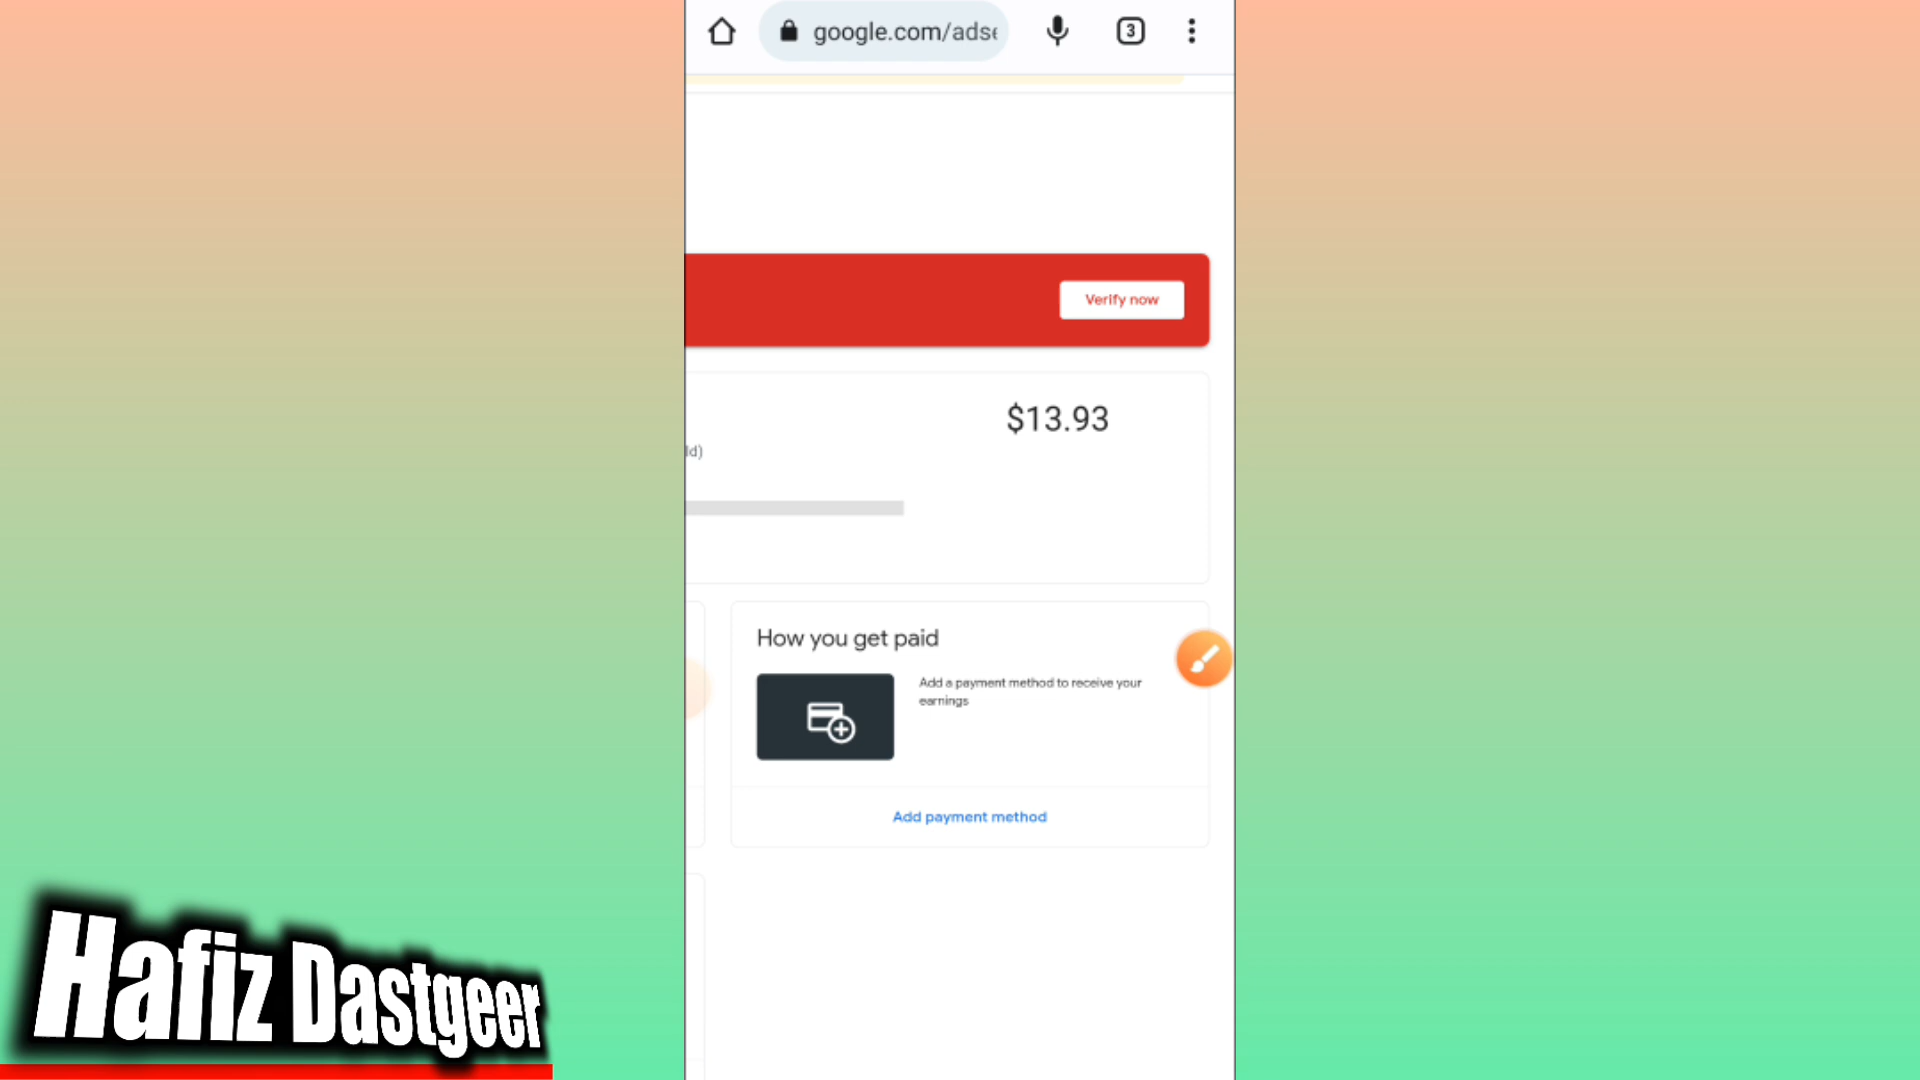 google.com/adse
3
Verify now
$13.93
ld)
How you get paid
Add a payment method to receive your
earnings
Add payment method
Hafiz Dastgeer